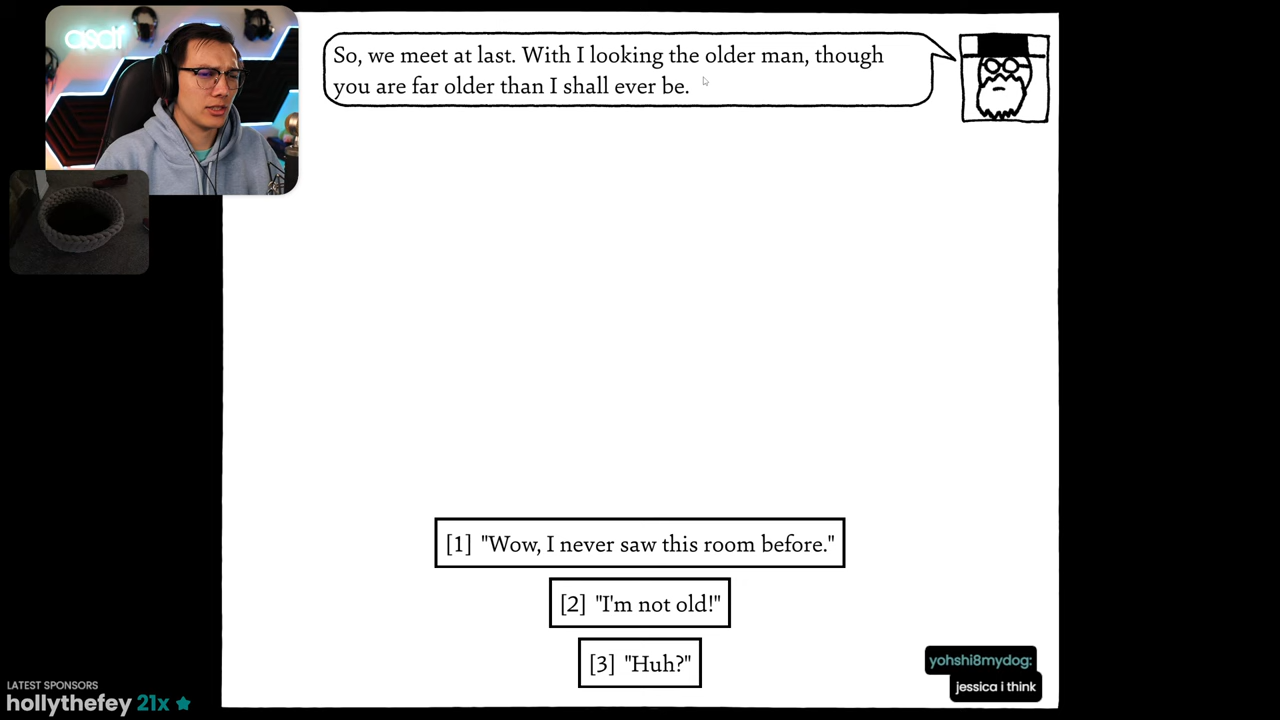 So, we meet at last. With I looking the older man, though
you are far older than I shall ever be.
[1] "Wow, I never saw this room before."
[2] "I'm not old!"
[3] "Huh?"
yohshi8mydog:
jessica i think
LATEST SPONSORS
hollythefey 21x